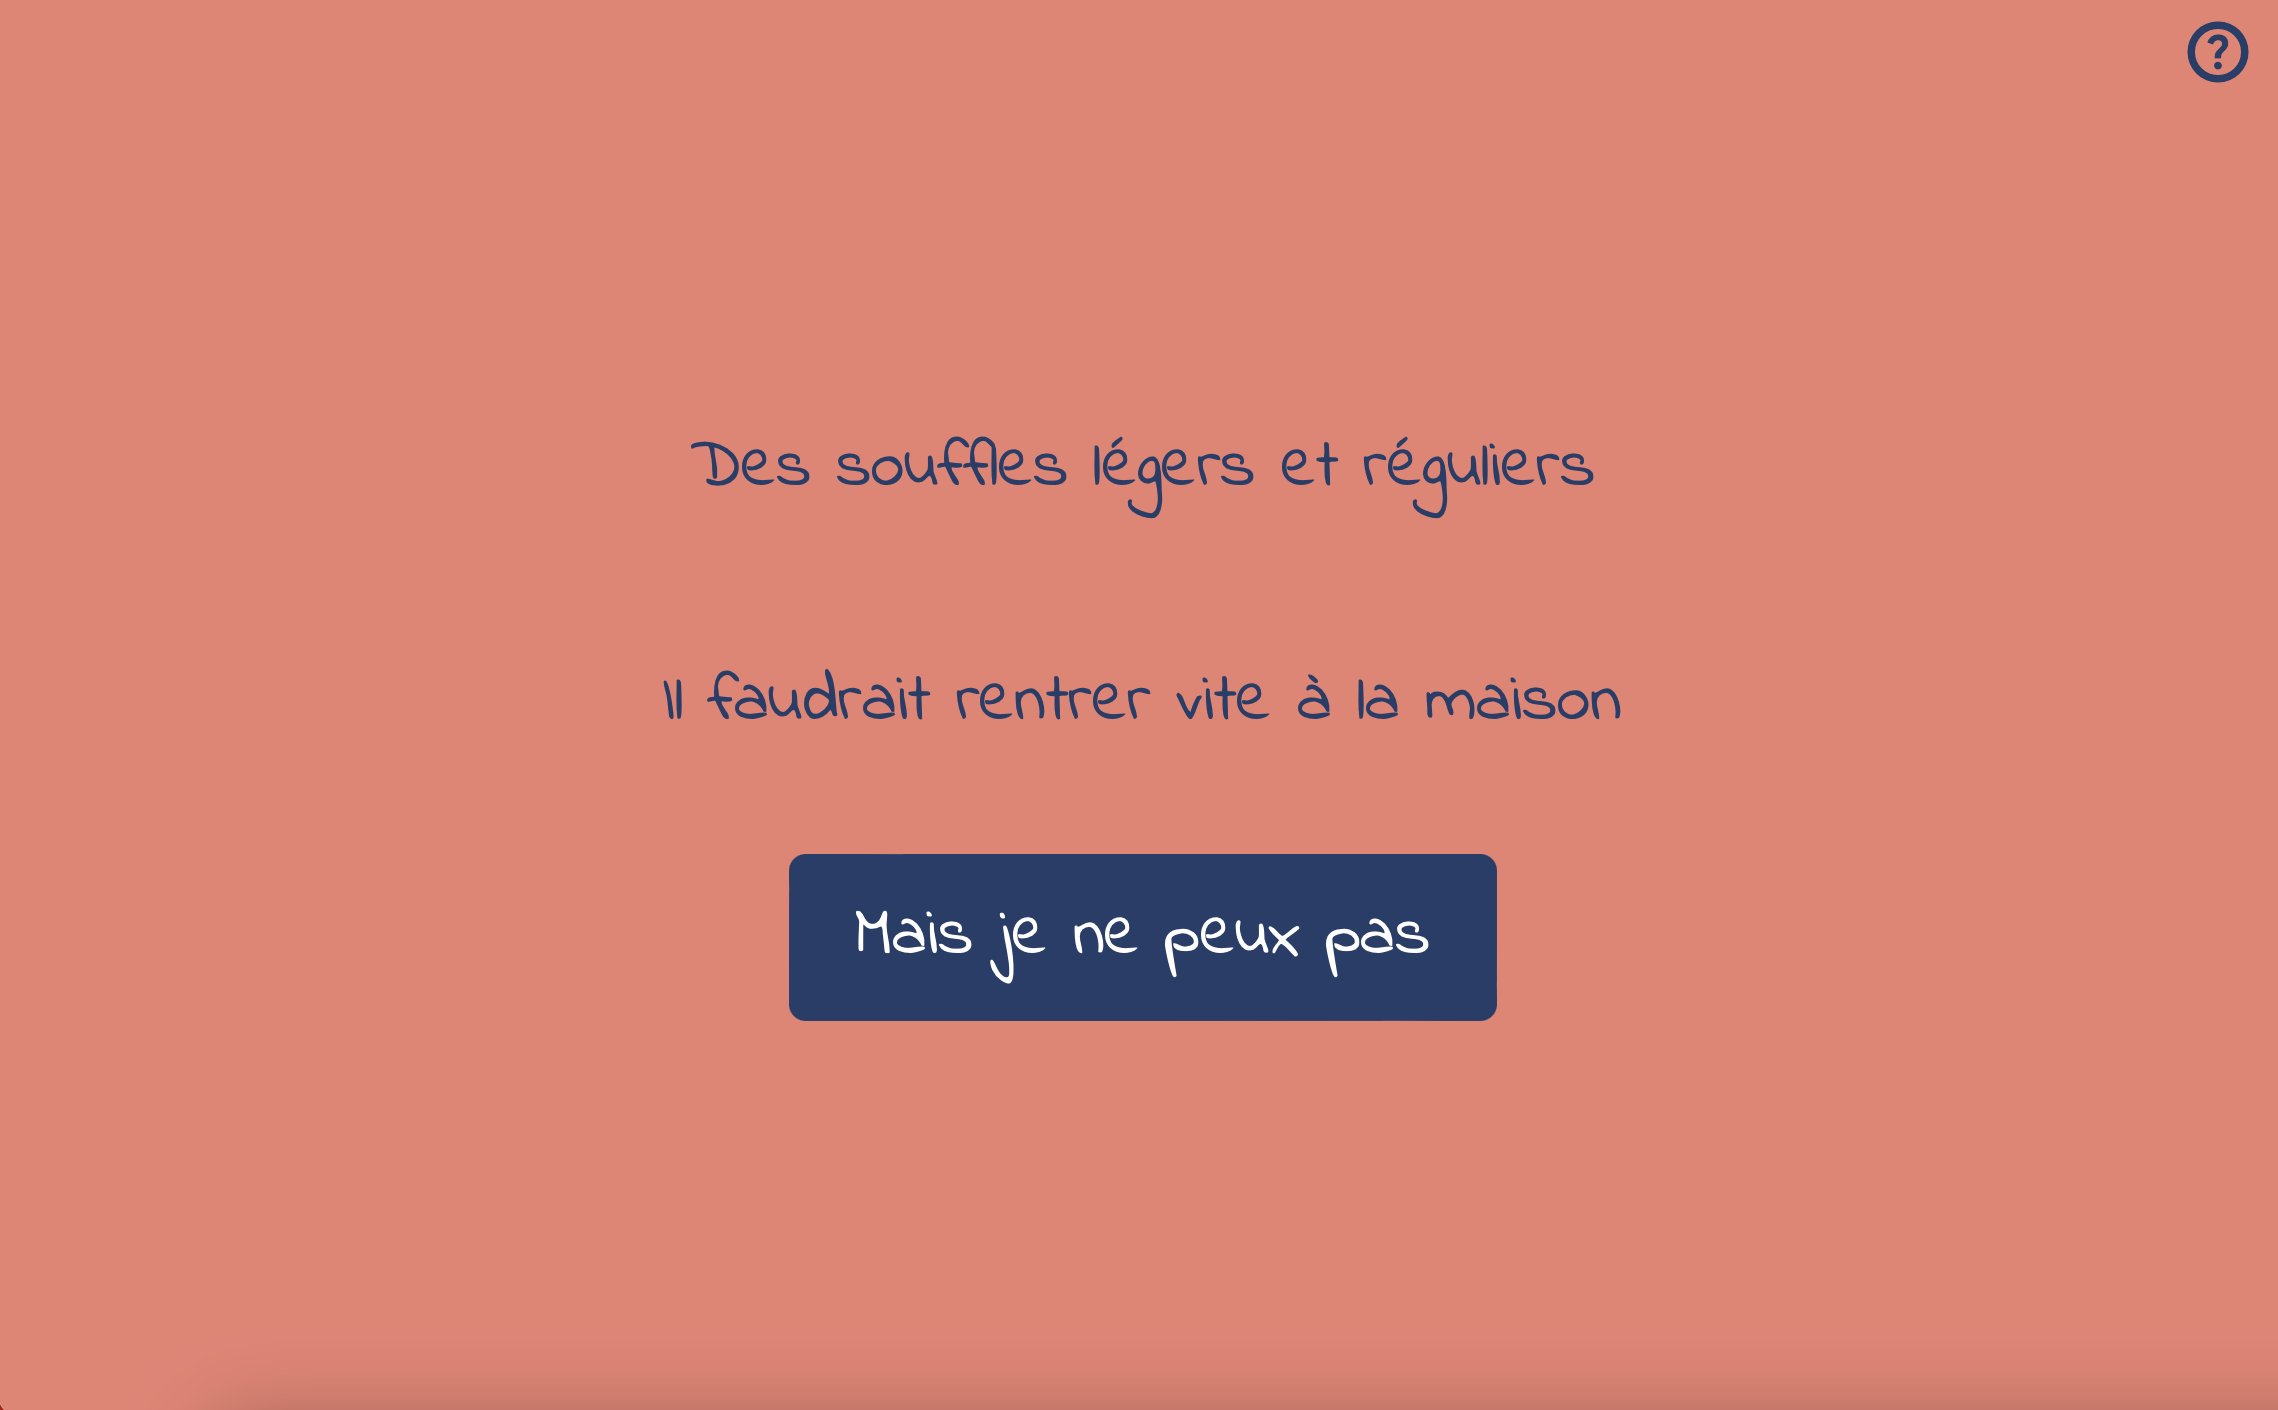 ?
Des souffles légers et réguliers
Il faudrait rentrer vite à la maison
Mais je ne peux pas